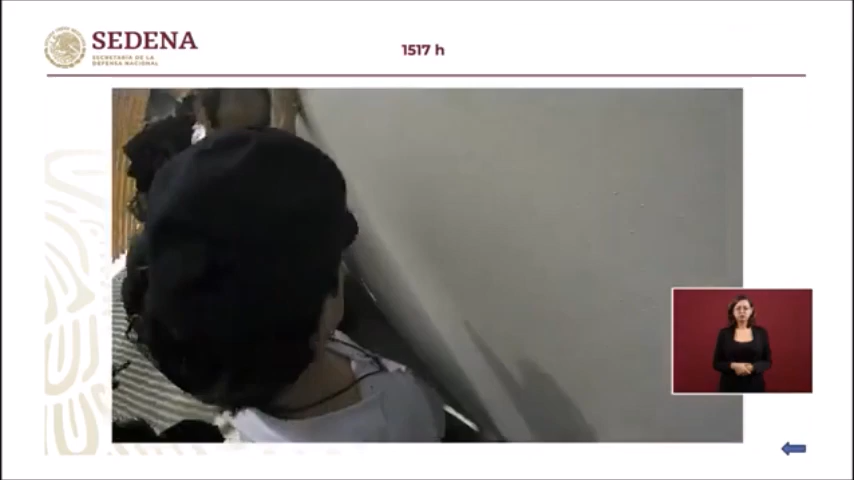 SEDENA
SECRETARÍA DE LA
DEFENSA NACIONAL
1517 h